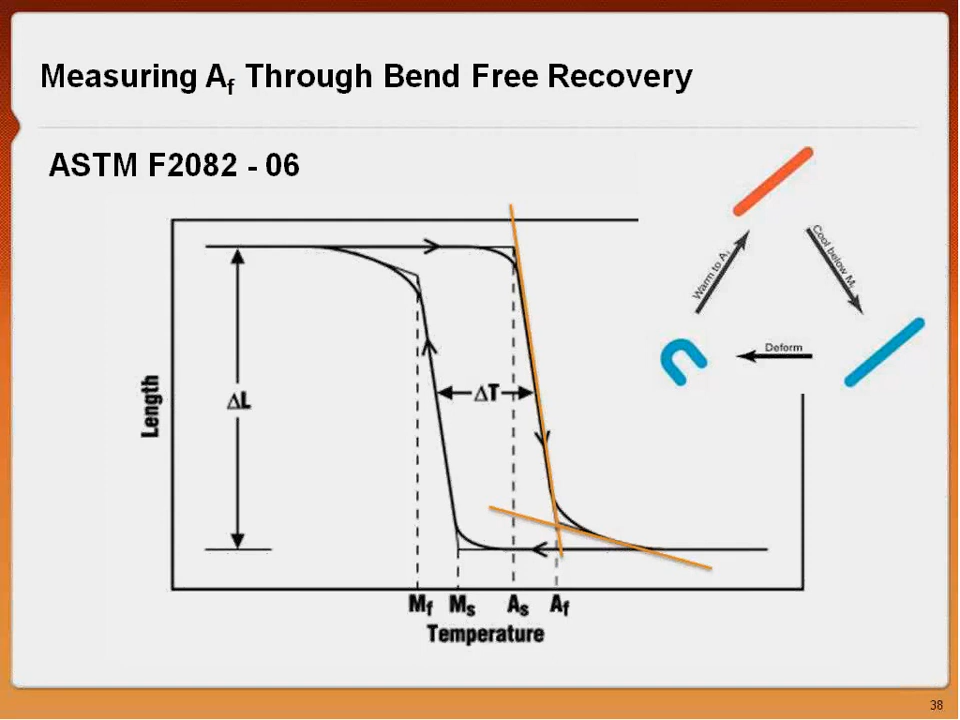 Measuring Af Through Bend Free Recovery
ASTM F2082 - 06
Warm to Af
Cool below Mf
Deform
Length
ΔL
ΔT
Mf Ms As Af
Temperature
38